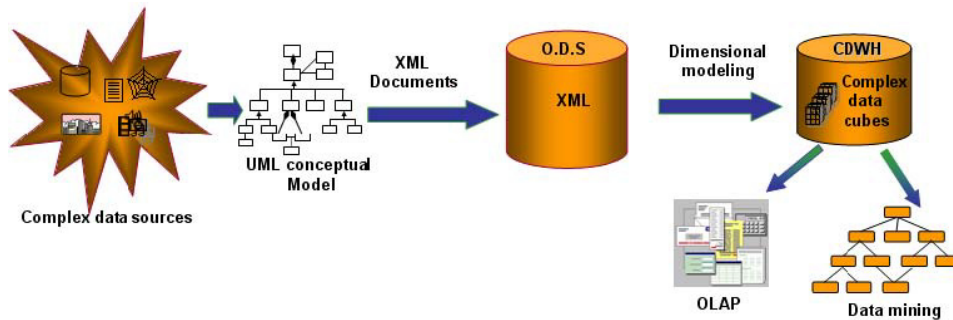 Complex data sources
UML conceptual
Model
XML
Documents
O.D.S
XML
Dimensional
modeling
CDWH
Complex
data
cubes
OLAP
Data mining